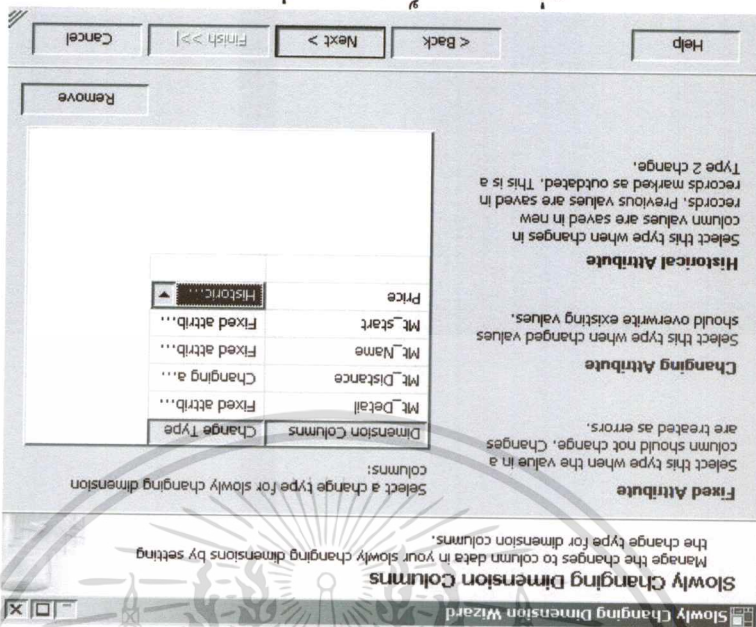 Slowly Changing Dimension Wizard
Slowly Changing Dimension Columns
Manage the changes to column data in your slowly changing dimensions by setting
the change type for dimension columns.
Fixed Attribute
Select this type when the value in a
column should not change. Changes
are treated as errors.
Changing Attribute
Select this type when changed values
should overwrite existing values.
Historical Attribute
Select this type when changes in
column values are saved in new
records. Previous values are saved in
records marked as outdated. This is a
Type 2 change.
Select a change type for slowly changing dimension
columns:
Dimension Columns Change Type
Mt_Detail Fixed attrib...
Mt_Distance Changing a...
Mt_Name Fixed attrib...
Mt_start Fixed attrib...
Price Historic...
Remove
Help < Back Next > Finish >>| Cancel